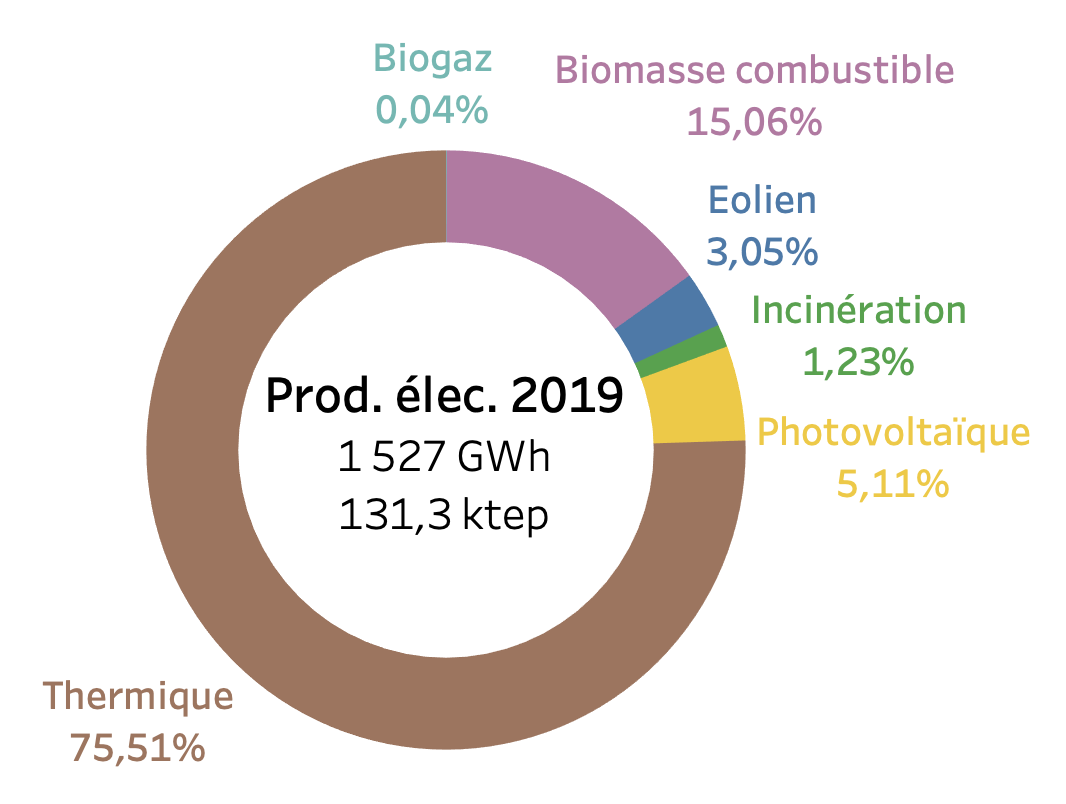 Biogaz
0,04%
Biomasse combustible
15,06%
Eolien
3,05%
Incinération
1,23%
Photovoltaïque
5,11%
Prod. élec. 2019
1 527 GWh
131,3 ktep
Thermique
75,51%